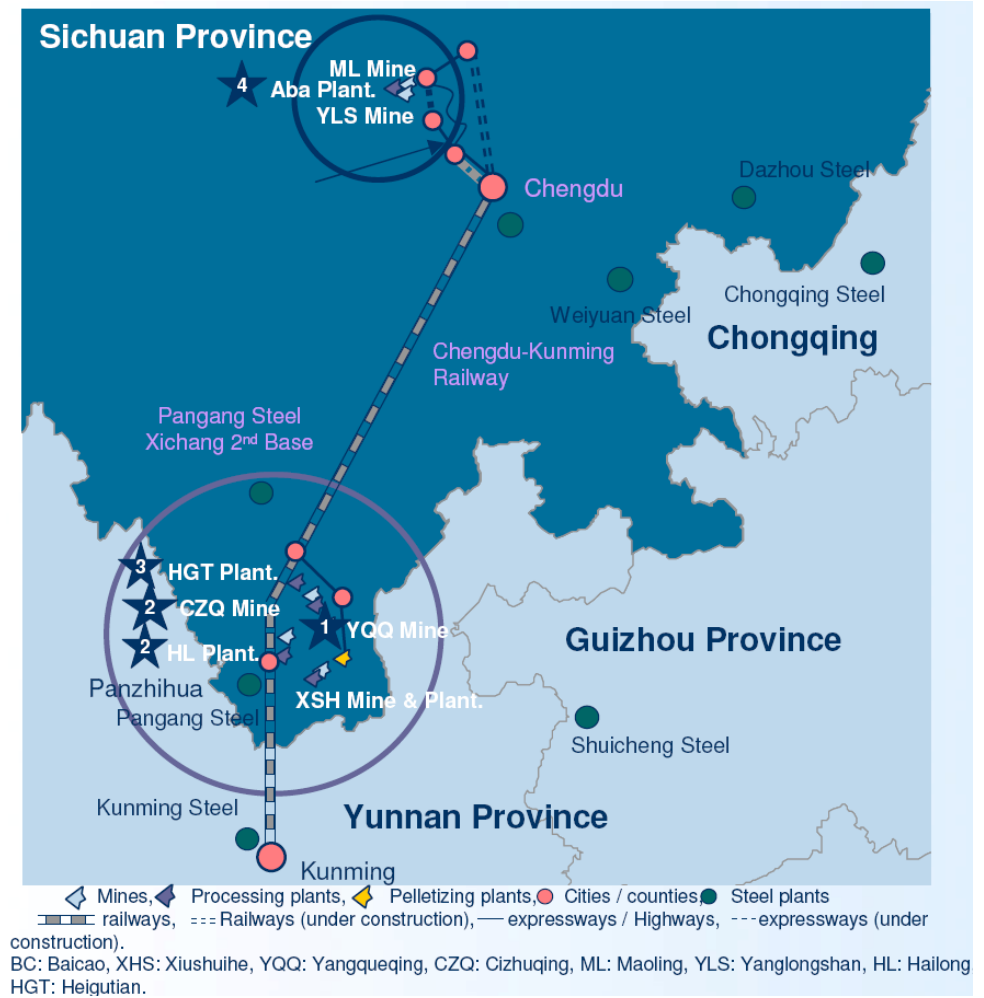 Sichuan Province
ML Mine
4
Aba Plant.
YLS Mine
Dazhou Steel
Chengdu
Chongqing Steel
Weiyuan Steel
Chongqing
Chengdu-Kunming
Railway
Pangang Steel
Xichang 2nd Base
3
HGT Plant.
2
CZQ Mine
1
YQQ Mine
2
HL Plant.
Guizhou Province
Panzhihua
XSH Mine & Plant.
Pangang Steel
Shuicheng Steel
Kunming Steel
Yunnan Province
Kunming
Mines, Processing plants, Pelletizing plants, Cities / counties, Steel plants
railways, Railways (under construction), expressways / Highways, expressways (under
construction).
BC: Baicao, XHS: Xiushuihe, YQQ: Yangqueqing, CZQ: Cizhuqing, ML: Maoling, YLS: Yanglongshan, HL: Hailong
HGT: Heigutian.